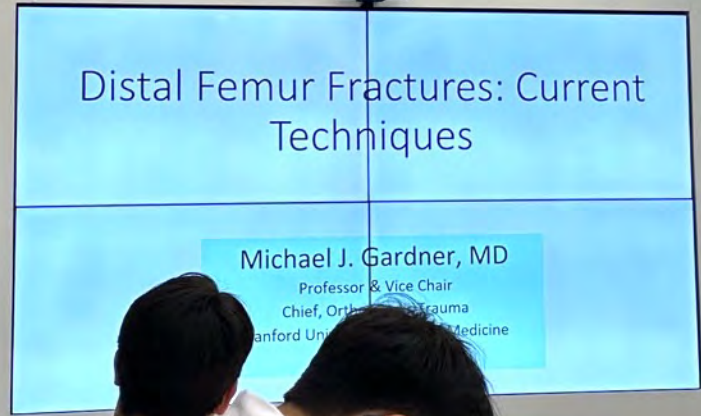 Distal Femur Fractures: Current
Techniques
Michael J. Gardner, MD
Professor & Vice Chair
Chief, Trauma
Medicine